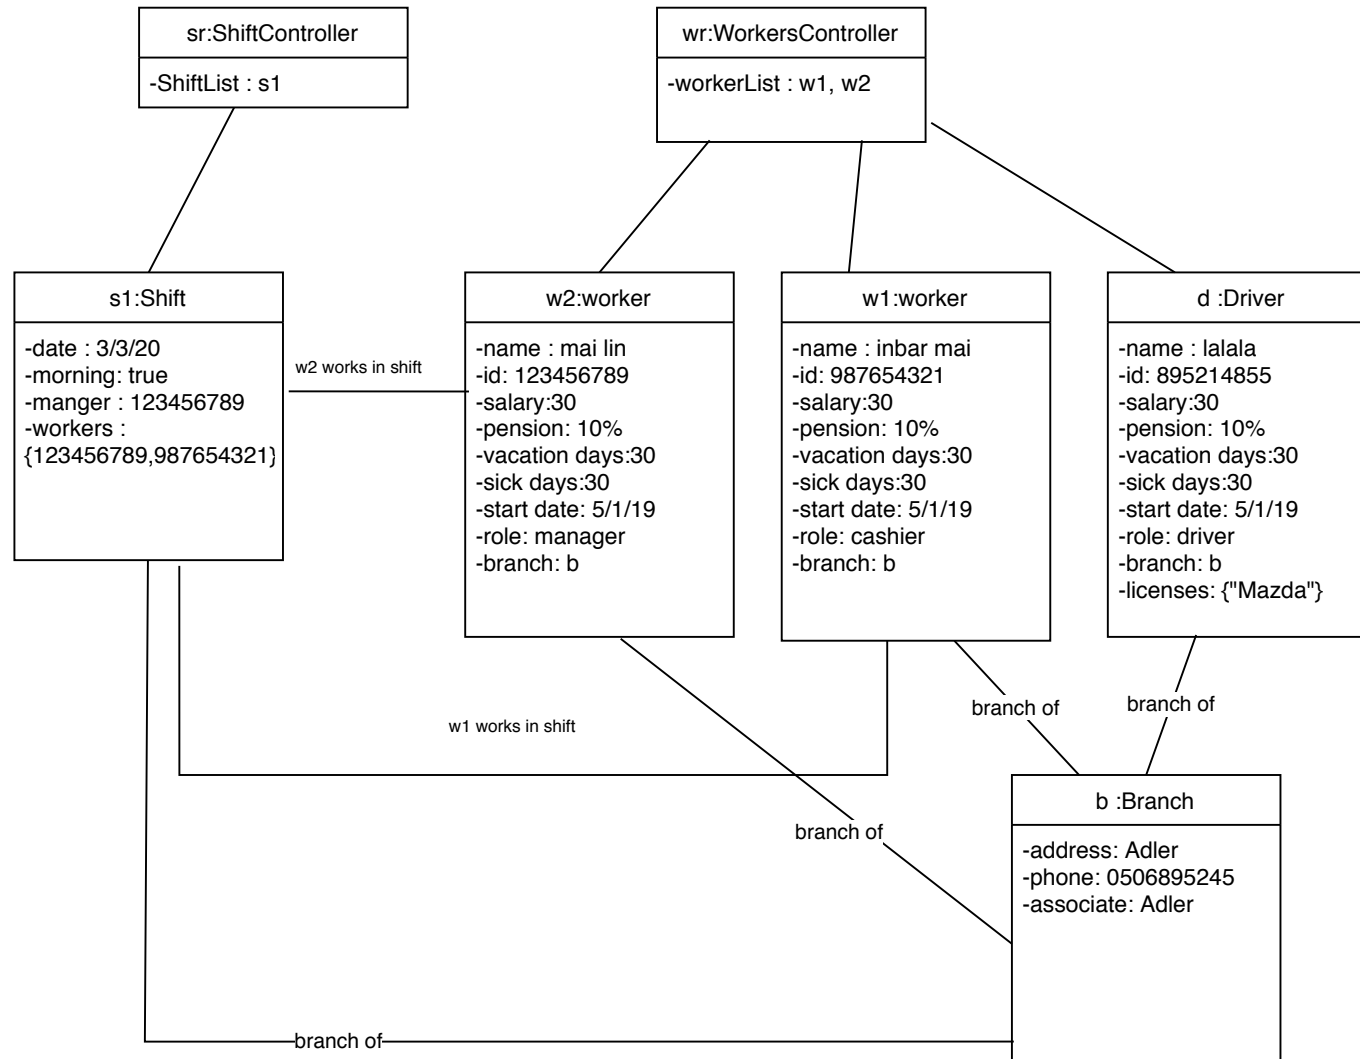 sr:ShiftController
-ShiftList : s1
wr:WorkersController
-workerList : w1, w2
s1:Shift
-date : 3/3/20
-morning: true
-manger : 123456789
-workers :
{123456789,987654321}
w2 works in shift
w2:worker
-name : mai lin
-id: 123456789
-salary:30
-pension: 10%
-vacation days:30
-sick days:30
-start date: 5/1/19
-role: manager
-branch: b
w1:worker
-name : inbar mai
-id: 987654321
-salary:30
-pension: 10%
-vacation days:30
-sick days:30
-start date: 5/1/19
-role: cashier
-branch: b
d :Driver
-name : lalala
-id: 895214855
-salary:30
-pension: 10%
-vacation days:30
-sick days:30
-start date: 5/1/19
-role: driver
-branch: b
-licenses: {"Mazda"}
w1 works in shift
branch of
branch of
branch of
b :Branch
-address: Adler
-phone: 0506895245
-associate: Adler
branch of